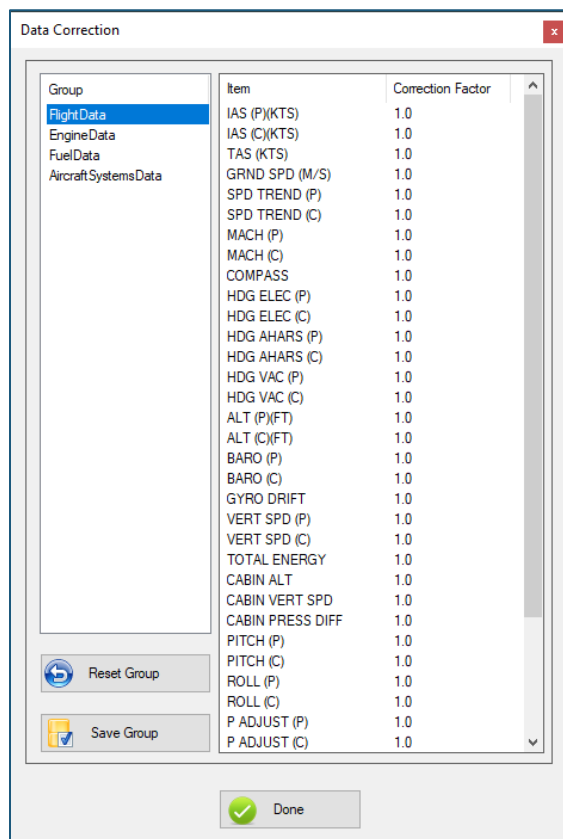 Data Correction
x
Group
FlightData
EngineData
FuelData
AircraftSystemsData
Reset Group
Save Group
Item Correction Factor
IAS (P)(KTS) 1.0
IAS (C)(KTS) 1.0
TAS (KTS) 1.0
GRND SPD (M/S) 1.0
SPD TREND (P) 1.0
SPD TREND (C) 1.0
MACH (P) 1.0
MACH (C) 1.0
COMPASS 1.0
HDG ELEC (P) 1.0
HDG ELEC (C) 1.0
HDG AHARS (P) 1.0
HDG AHARS (C) 1.0
HDG VAC (P) 1.0
HDG VAC (C) 1.0
ALT (P)(FT) 1.0
ALT (C)(FT) 1.0
BARO (P) 1.0
BARO (C) 1.0
GYRO DRIFT 1.0
VERT SPD (P) 1.0
VERT SPD (C) 1.0
TOTAL ENERGY 1.0
CABIN ALT 1.0
CABIN VERT SPD 1.0
CABIN PRESS DIFF 1.0
PITCH (P) 1.0
PITCH (C) 1.0
ROLL (P) 1.0
ROLL (C) 1.0
P ADJUST (P) 1.0
P ADJUST (C) 1.0
Done